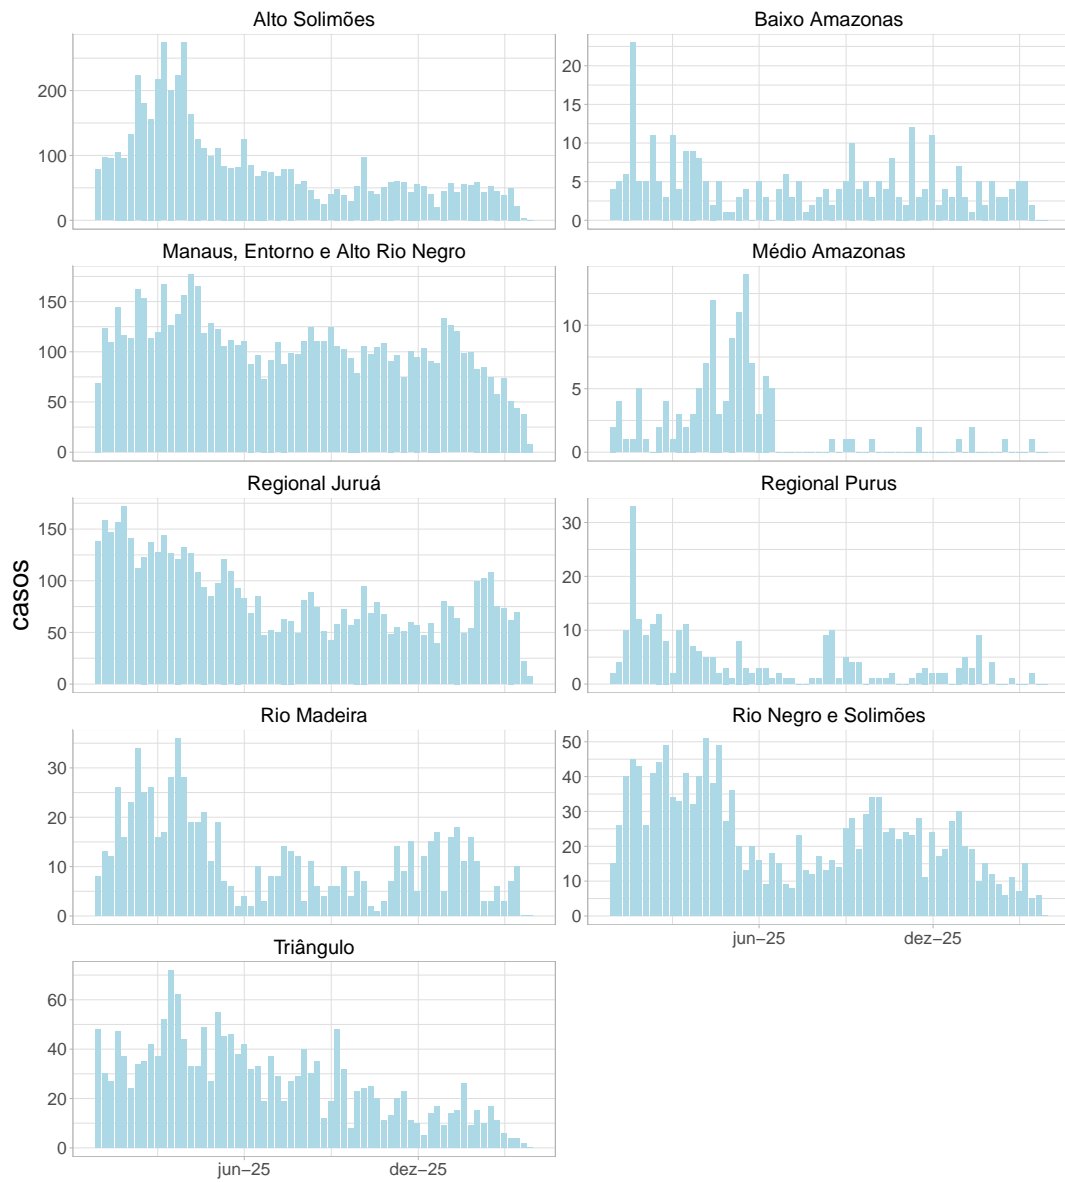 Alto Solimões
Baixo Amazonas
200
100
0
20
15
10
5
0
Manaus, Entorno e Alto Rio Negro
Médio Amazonas
150
100
50
0
10
5
0
Regional Juruá
Regional Purus
150
100
50
0
30
20
10
0
casos
Rio Madeira
Rio Negro e Solimões
30
20
10
0
50
40
30
20
10
0
jun−25
dez−25
Triângulo
60
40
20
0
jun−25
dez−25